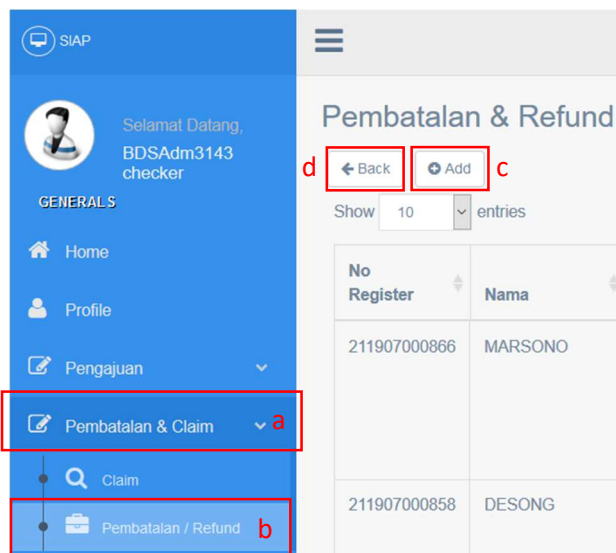 SIAP
Selamat Datang,
BDSAdm3143
checker
GENERALS
Home
Profile
Pengajuan
Pembatalan & Claim a
Claim
Pembatalan / Refund b
Pembatalan & Refund
d Back Add c
Show 10 entries
No
Register Nama
211907000866 MARSONO
211907000858 DESONG